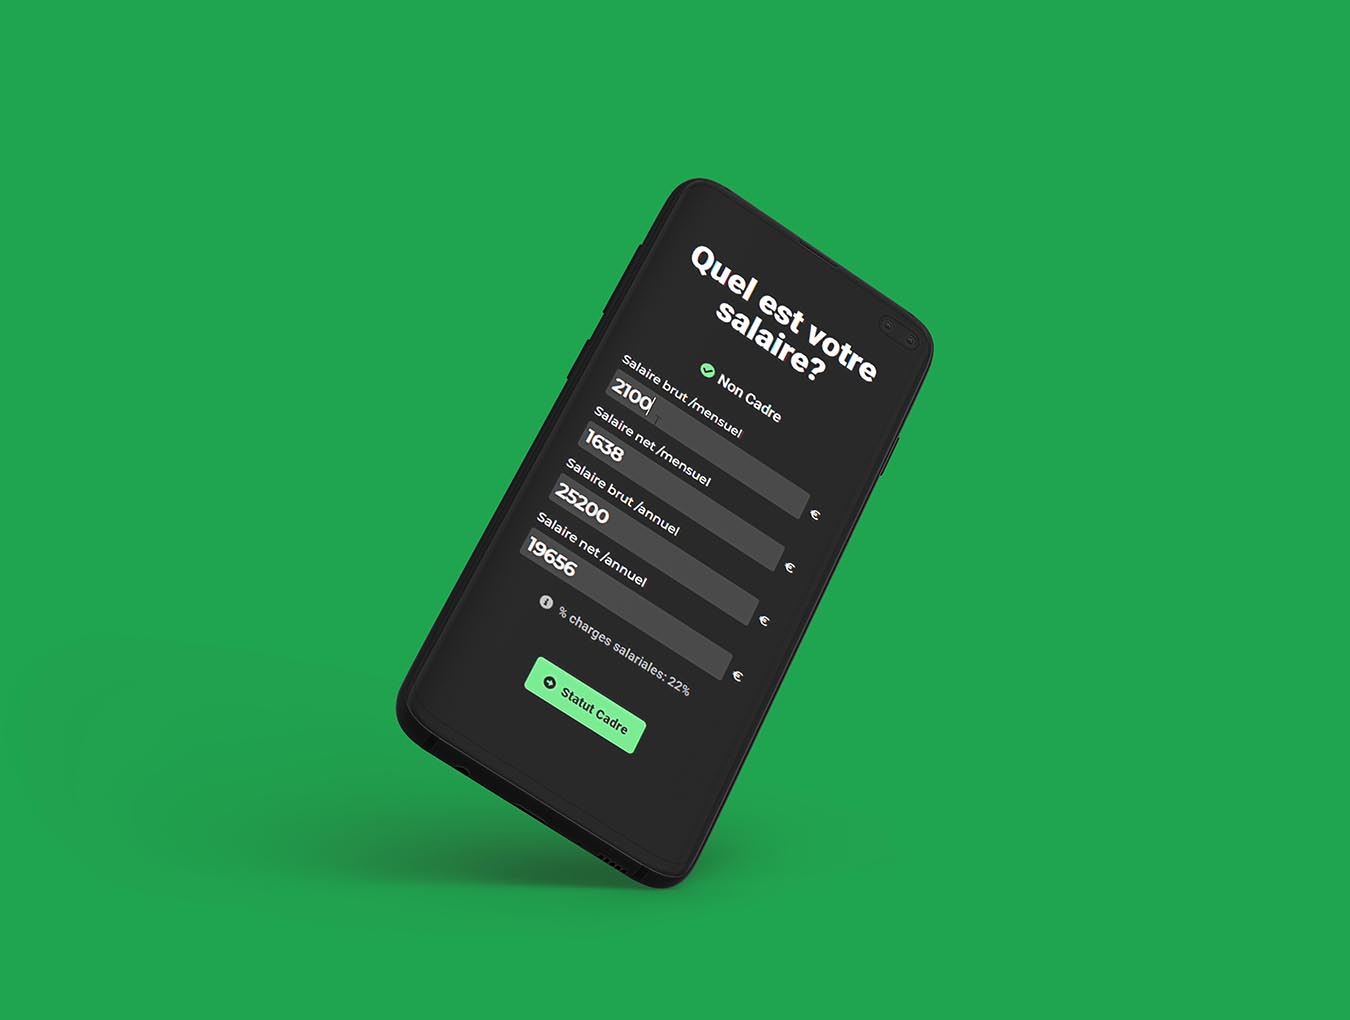 Quel est votre
salaire?
Non Cadre
Salaire brut /mensuel
2100
€
Salaire net /mensuel
1638
€
Salaire brut /annuel
25200
€
Salaire net /annuel
19656
€
% charges salariales: 22%
Statut Cadre